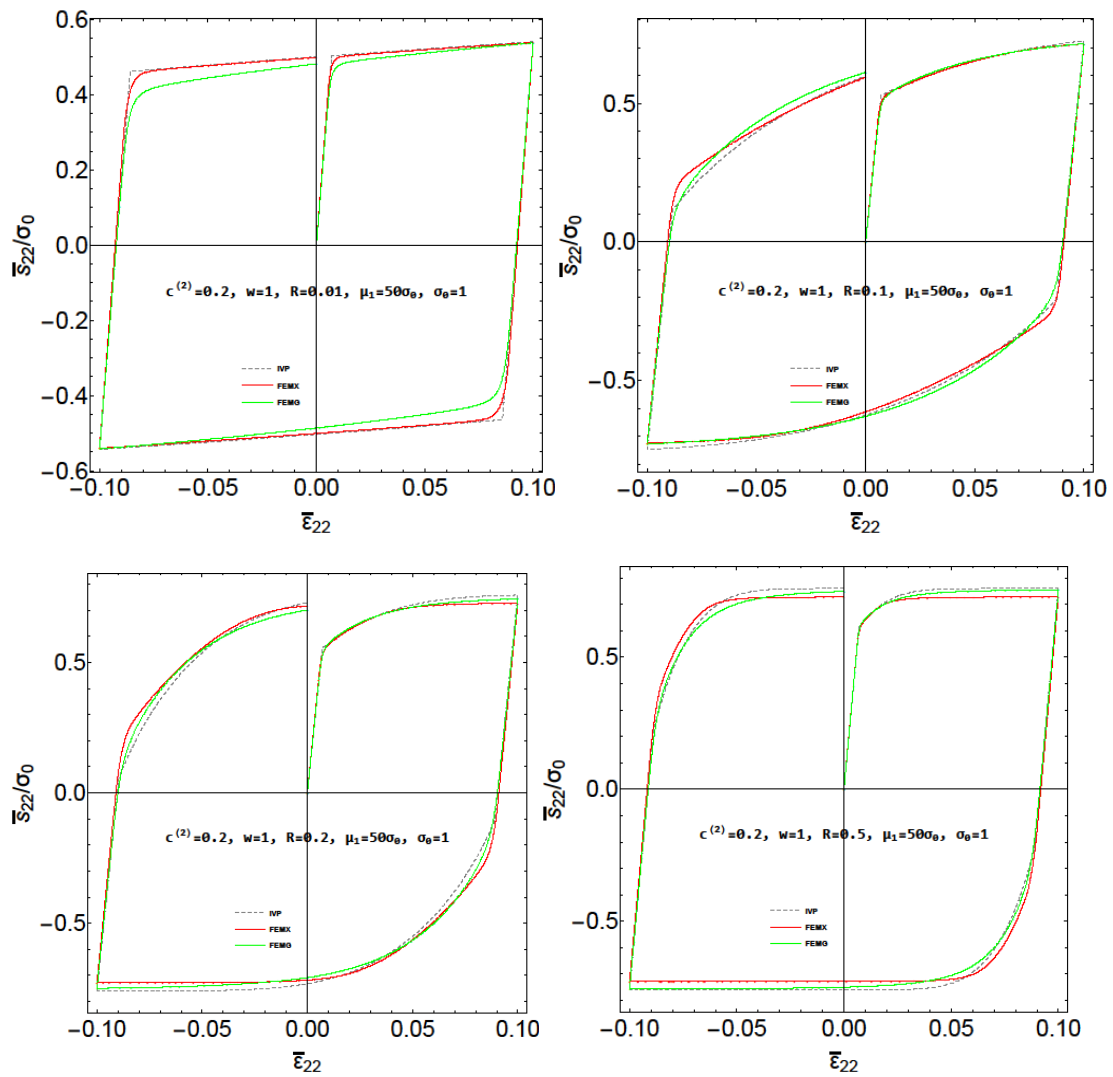 0.6
0.4
0.2
0.0
−0.2
−0.4
−0.6
s̅₂₂/σ₀
c⁽²⁾=0.2, w=1, R=0.01, μ₁=50σ₀, σ₀=1
IVP
FEMX
FEMG
−0.10 −0.05 0.00 0.05 0.10
ε̅₂₂
0.5
0.0
−0.5
s̅₂₂/σ₀
c⁽²⁾=0.2, w=1, R=0.1, μ₁=50σ₀, σ₀=1
IVP
FEMX
FEMG
−0.10 −0.05 0.00 0.05 0.10
ε̅₂₂
0.5
0.0
−0.5
s̅₂₂/σ₀
c⁽²⁾=0.2, w=1, R=0.2, μ₁=50σ₀, σ₀=1
IVP
FEMX
FEMG
−0.10 −0.05 0.00 0.05 0.10
ε̅₂₂
0.5
0.0
−0.5
s̅₂₂/σ₀
c⁽²⁾=0.2, w=1, R=0.5, μ₁=50σ₀, σ₀=1
IVP
FEMX
FEMG
−0.10 −0.05 0.00 0.05 0.10
ε̅₂₂